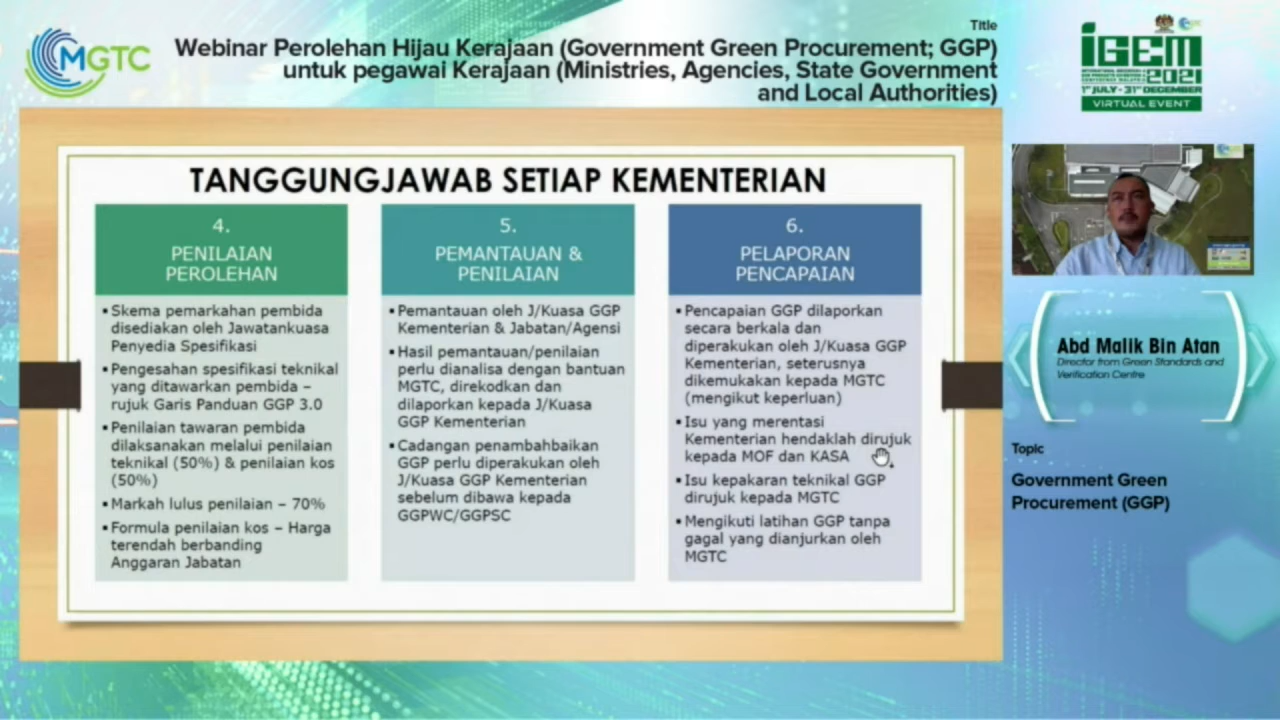 MGTC
Title
Webinar Perolehan Hijau Kerajaan (Government Green Procurement; GGP)
untuk pegawai Kerajaan (Ministries, Agencies, State Government
and Local Authorities)
iGEM
2021
1ST JULY - 31ST DECEMBER
VIRTUAL EVENT
TANGGUNGJAWAB SETIAP KEMENTERIAN
4.
PENILAIAN
PEROLEHAN
▪ Skema pemarkahan pembida
disediakan oleh Jawatankuasa
Penyedia Spesifikasi
▪ Pengesahan spesifikasi teknikal
yang ditawarkan pembida –
rujuk Garis Panduan GGP 3.0
▪ Penilaian tawaran pembida
dilaksanakan melalui penilaian
teknikal (50%) & penilaian kos
(50%)
▪ Markah lulus penilaian – 70%
▪ Formula penilaian kos – Harga
terendah berbanding
Anggaran Jabatan
5.
PEMANTAUAN &
PENILAIAN
▪ Pemantauan oleh J/Kuasa GGP
Kementerian & Jabatan/Agensi
▪ Hasil pemantauan/penilaian
perlu dianalisa dengan bantuan
MGTC, direkodkan dan
dilaporkan kepada J/Kuasa
GGP Kementerian
▪ Cadangan penambahbaikan
GGP perlu diperakukan oleh
J/Kuasa GGP Kementerian
sebelum dibawa kepada
GGPWC/GGPSC
6.
PELAPORAN
PENCAPAIAN
▪ Pencapaian GGP dilaporkan
secara berkala dan
diperakukan oleh J/Kuasa GGP
Kementerian, seterusnya
dikemukakan kepada MGTC
(mengikut keperluan)
▪ Isu yang merentasi
Kementerian hendaklah dirujuk
kepada MOF dan KASA
▪ Isu kepakaran teknikal GGP
dirujuk kepada MGTC
▪ Mengikuti latihan GGP tanpa
gagal yang dianjurkan oleh
MGTC
Abd Malik Bin Atan
Director from Green Standards and
Verification Centre
Topic
Government Green
Procurement (GGP)